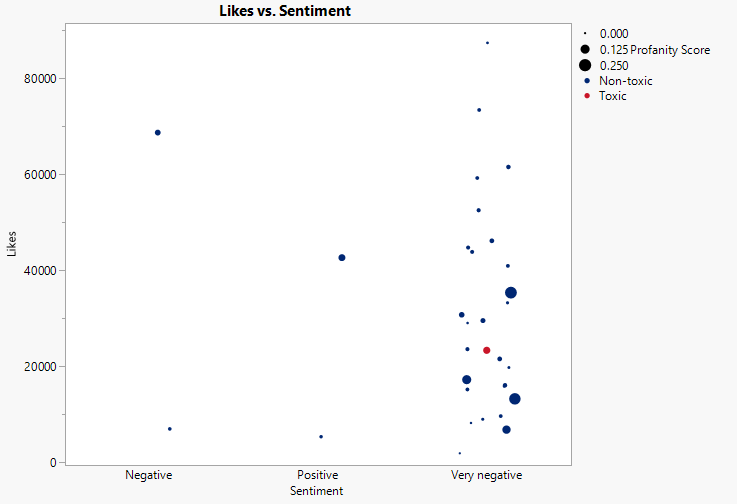 Likes vs. Sentiment
80000
60000
40000
20000
0
Likes
Negative
Positive
Very negative
Sentiment
0.000
0.125 Profanity Score
0.250
Non-toxic
Toxic